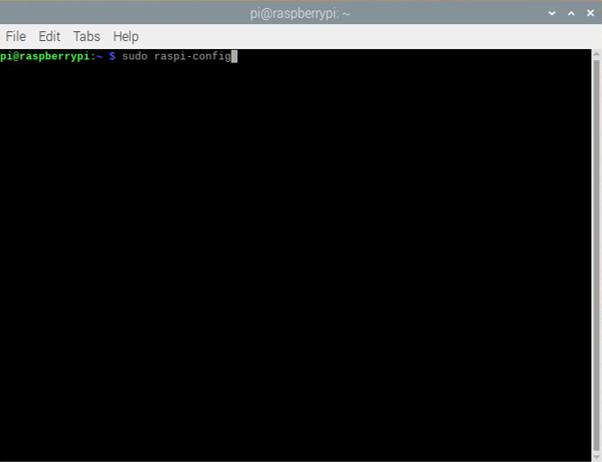 pi@raspberrypi: ~
File Edit Tabs Help
pi@raspberrypi:~ $ sudo raspi-config